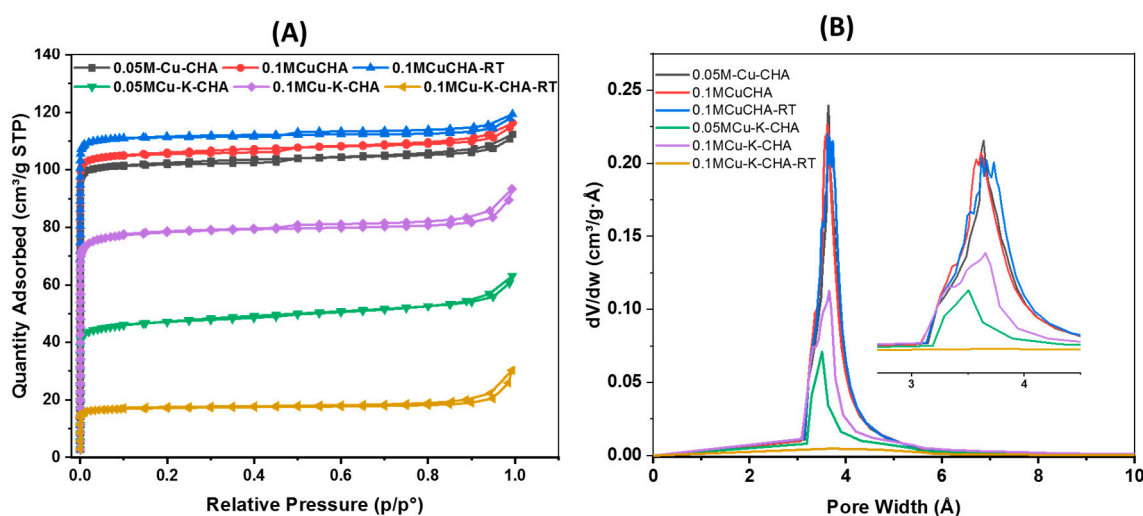 (A)
140
120
100
80
60
40
20
0
0.0
0.2
0.4
0.6
0.8
1.0
Quantity Adsorbed (cm³/g STP)
Relative Pressure (p/p°)
0.05M-Cu-CHA
0.1MCuCHA
0.1MCuCHA-RT
0.05MCu-K-CHA
0.1MCu-K-CHA
0.1MCu-K-CHA-RT
(B)
0.05M-Cu-CHA
0.1MCuCHA
0.1MCuCHA-RT
0.05MCu-K-CHA
0.1MCu-K-CHA
0.1MCu-K-CHA-RT
0.25
0.20
0.15
0.10
0.05
0.00
0
2
4
6
8
10
dV/dw (cm³/g·Å)
Pore Width (Å)
3
4